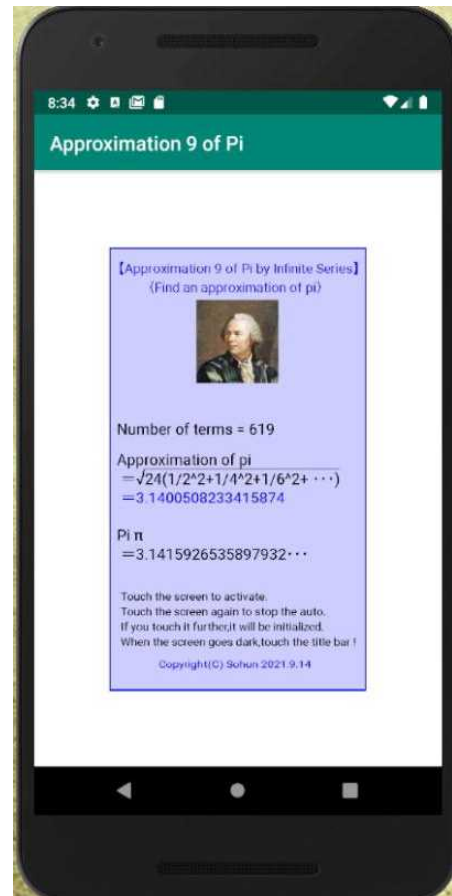 8:34
Approximation 9 of Pi
【Approximation 9 of Pi by Infinite Series】
(Find an approximation of pi)
Number of terms = 619
Approximation of pi
=√24(1/2^2+1/4^2+1/6^2+ ···)
=3.1400508233415874
Pi π
=3.1415926535897932···
Touch the screen to activate.
Touch the screen again to stop the auto.
If you touch it further,it will be initialized.
When the screen goes dark,touch the title bar !
Copyright(C) Sohun 2021.9.14